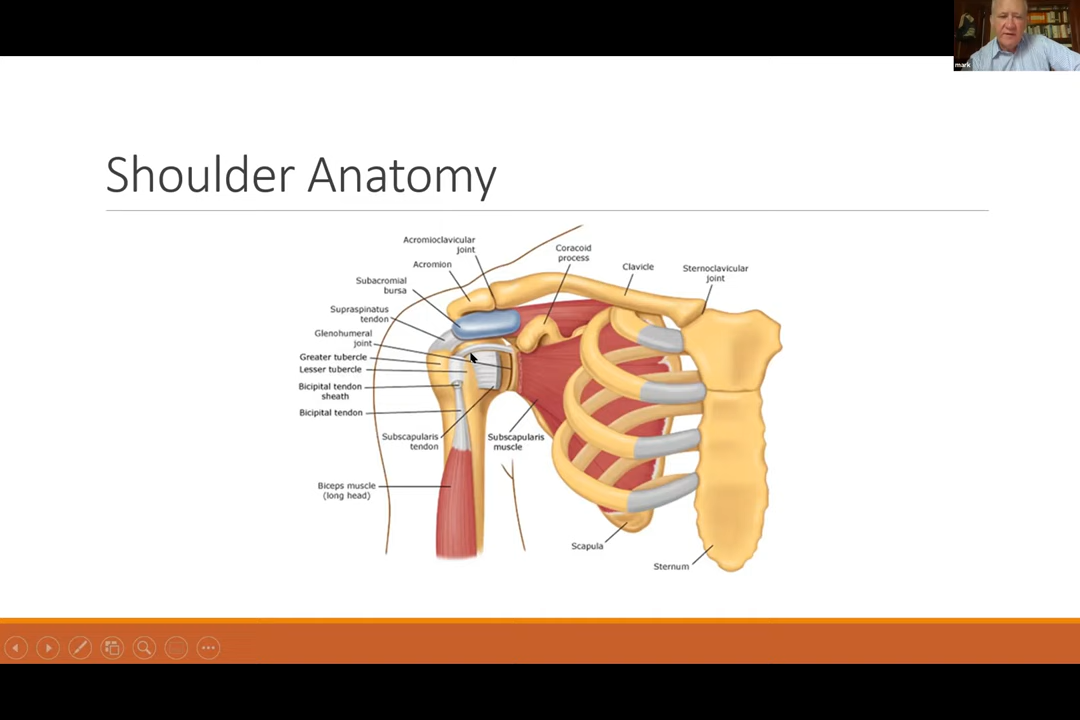 mark
Shoulder Anatomy
Acromioclavicular
joint
Acromion
Subacromial
bursa
Supraspinatus
tendon
Glenohumeral
joint
Greater tubercle
Lesser tubercle
Bicipital tendon
sheath
Bicipital tendon
Subscapularis
tendon
Biceps muscle
(long head)
Coracoid
process
Clavicle
Sternoclavicular
joint
Subscapularis
muscle
Scapula
Sternum